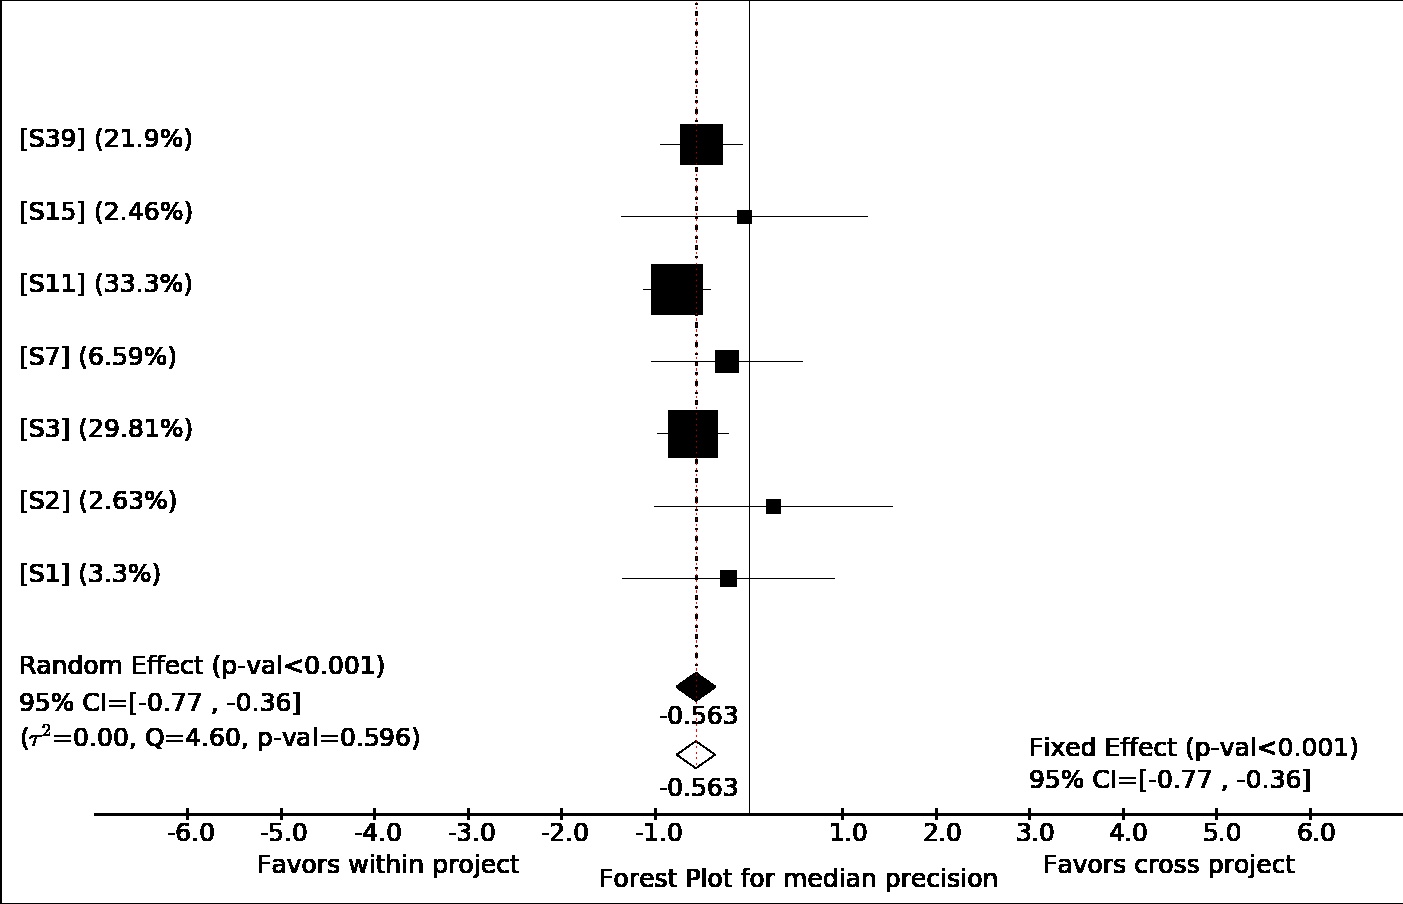 [S39] (21.9%)
[S15] (2.46%)
[S11] (33.3%)
[S7] (6.59%)
[S3] (29.81%)
[S2] (2.63%)
[S1] (3.3%)
Random Effect (p-val<0.001)
95% CI=[-0.77 , -0.36]
(τ²=0.00, Q=4.60, p-val=0.596)
-0.563
-0.563
Fixed Effect (p-val<0.001)
95% CI=[-0.77 , -0.36]
-6.0 -5.0 -4.0 -3.0 -2.0 -1.0 1.0 2.0 3.0 4.0 5.0 6.0
Favors within project Favors cross project
Forest Plot for median precision